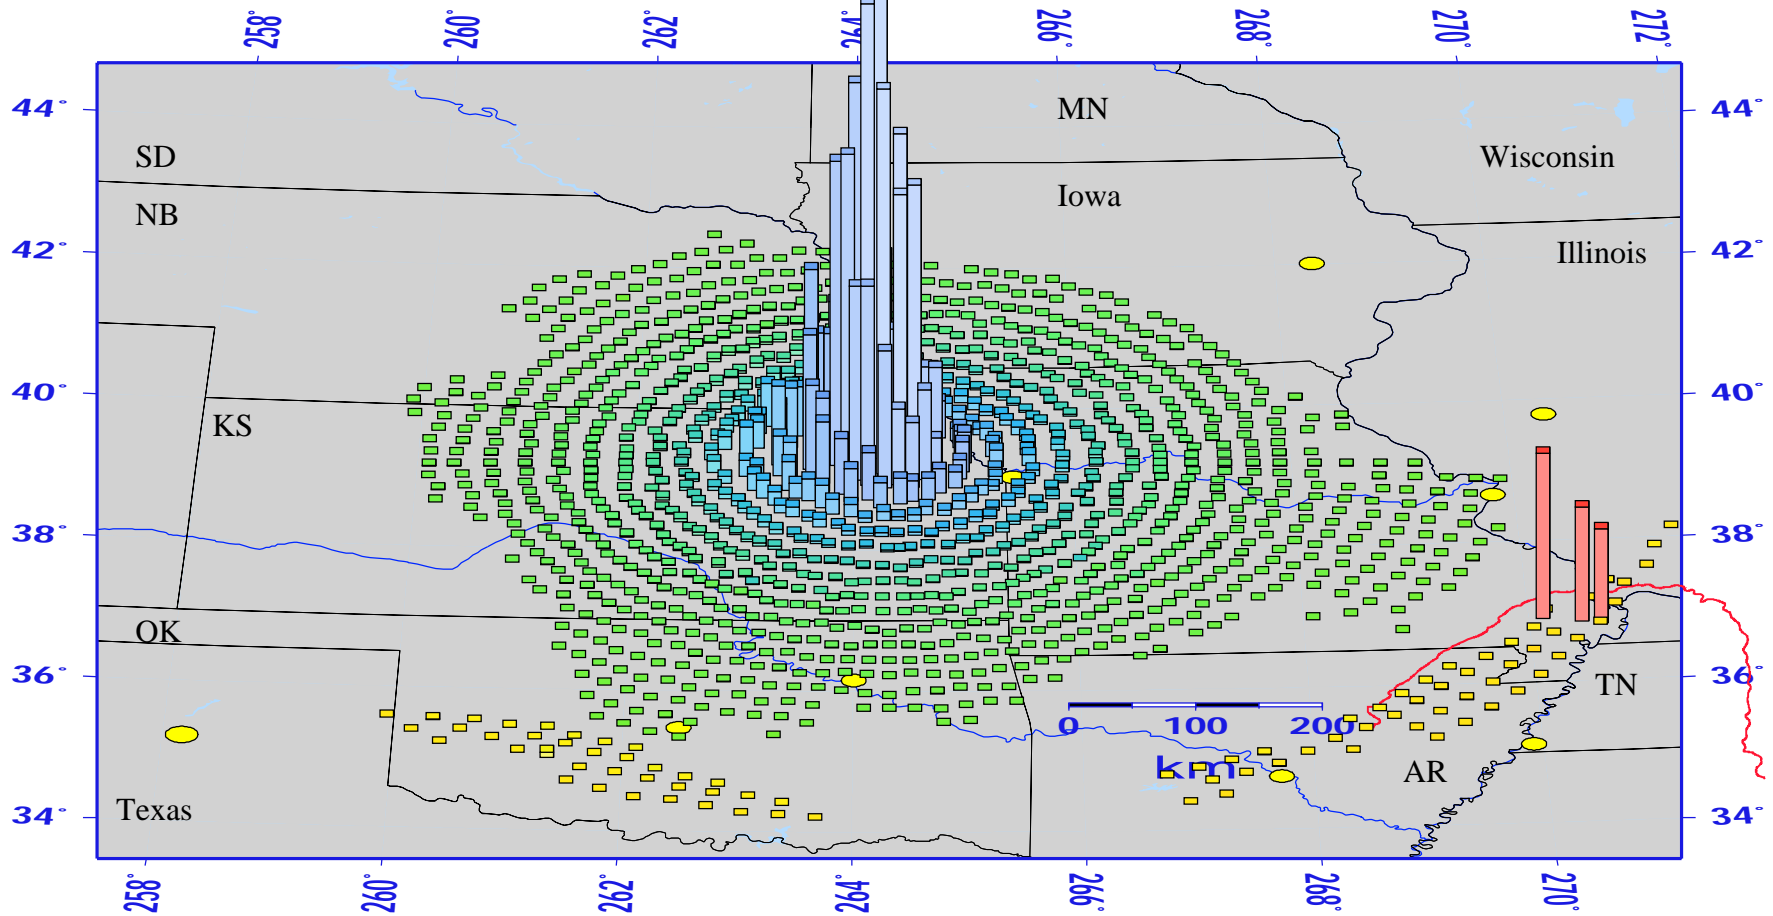 258° 260° 262° 264° 266° 268° 270° 272°
44° 44°
MN
SD Wisconsin
Iowa
NB
42° Illinois 42°
40° 40°
KS
38° 38°
OK
36° TN 36°
0 100 200
km
AR
Texas
34° 34°
258° 260° 262° 264° 266° 268° 270°